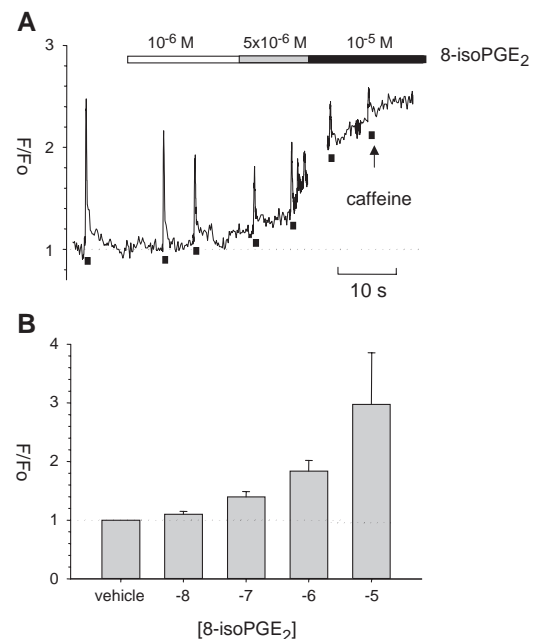 A
10⁻⁶ M 5x10⁻⁶ M 10⁻⁵ M
8-isoPGE₂
3
2
1
F/Fo
caffeine
10 s
B
4
3
2
1
0
F/Fo
vehicle -8 -7 -6 -5
[8-isoPGE₂]